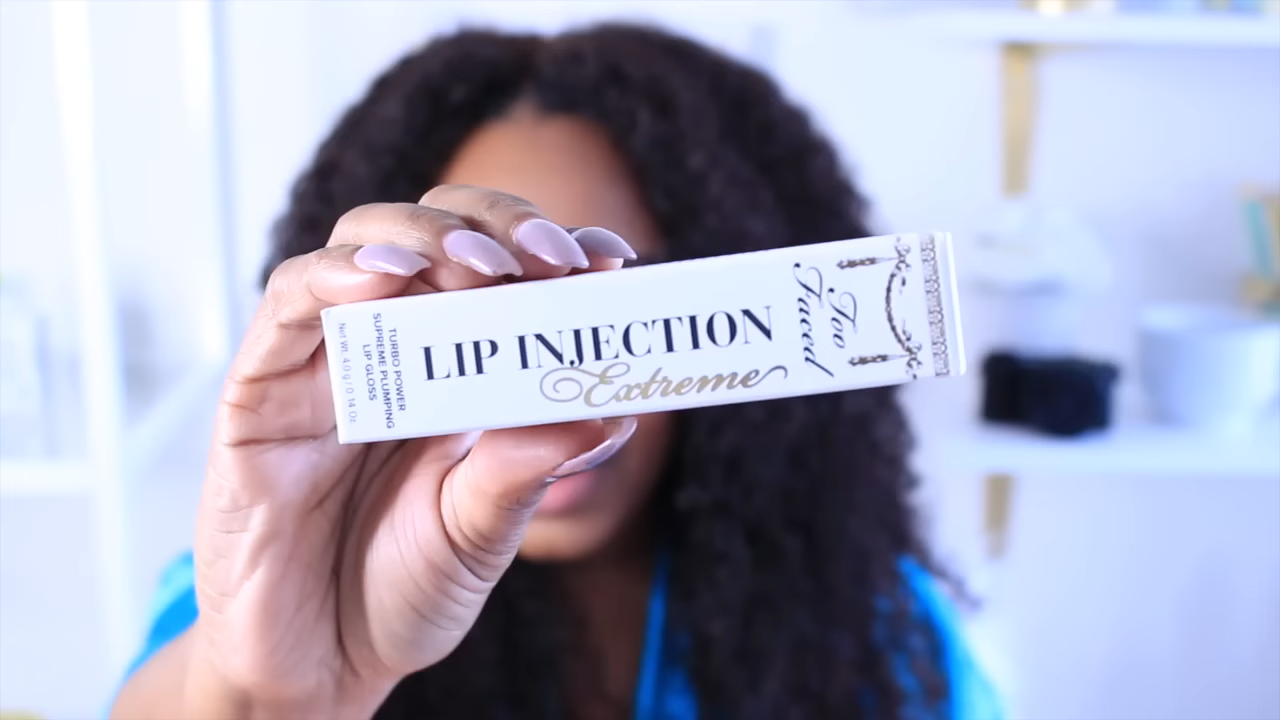 LIP INJECTION
Extreme
Too
Faced
TURBO POWER
SUPREME PLUMPING
LIP GLOSS
Net Wt. 4.0 g / 0.14 Oz.